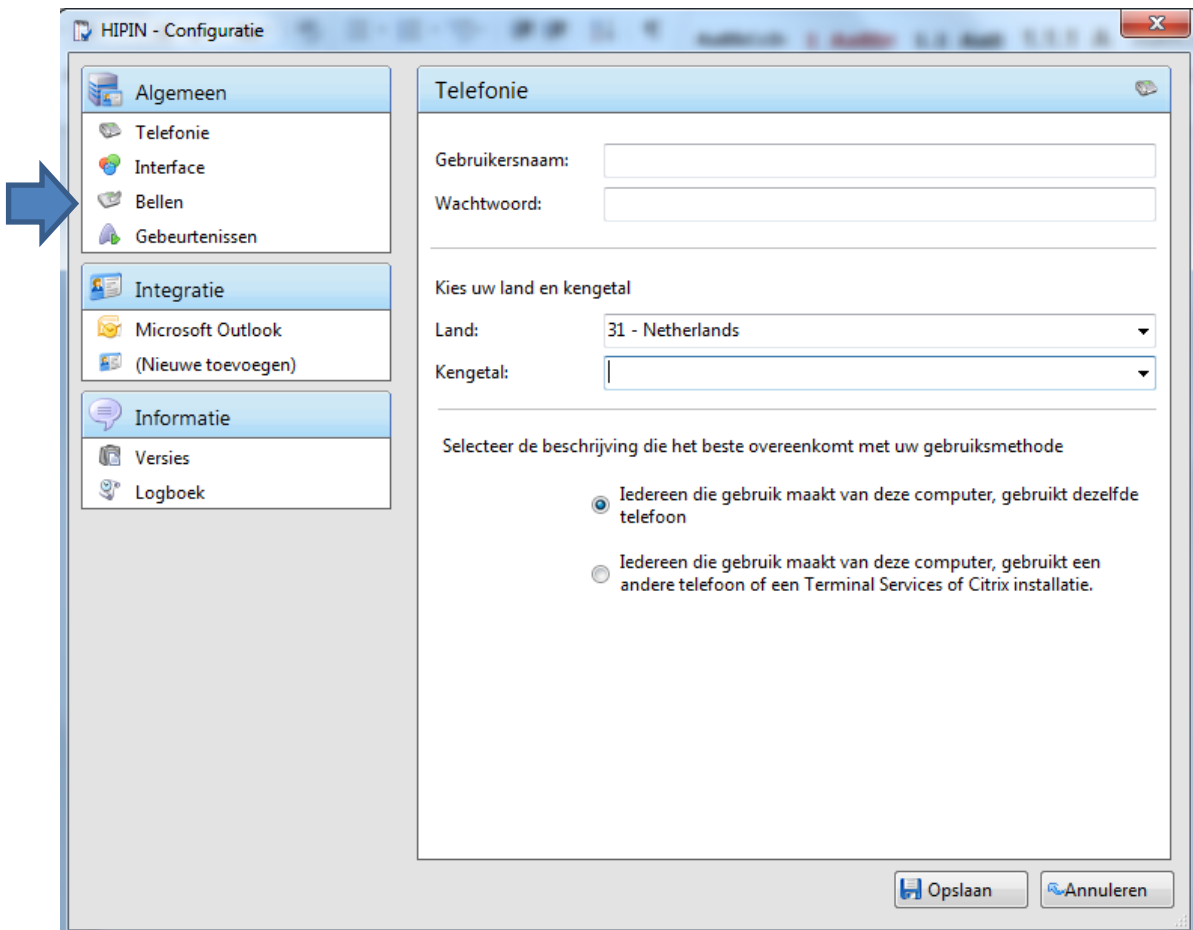 HIPIN - Configuratie
Algemeen
Telefonie
Interface
Bellen
Gebeurtenissen
Integratie
Microsoft Outlook
(Nieuwe toevoegen)
Informatie
Versies
Logboek
Telefonie
Gebruikersnaam:
Wachtwoord:
Kies uw land en kengetal
Land: 31 - Netherlands
Kengetal:
Selecteer de beschrijving die het beste overeenkomt met uw gebruiksmethode
Iedereen die gebruik maakt van deze computer, gebruikt dezelfde
telefoon
Iedereen die gebruik maakt van deze computer, gebruikt een
andere telefoon of een Terminal Services of Citrix installatie.
Opslaan
Annuleren